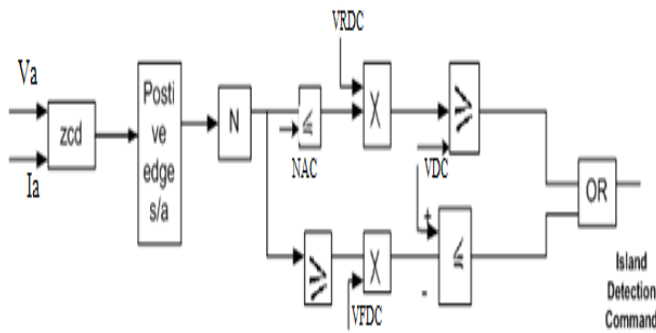 VRDC
Va
zcd
Ia
Posti
ve
edge
s/a
N
≤
NAC
X
>
VDC
OR
+
≤
-
>
X
VFDC
Island
Detection
Command